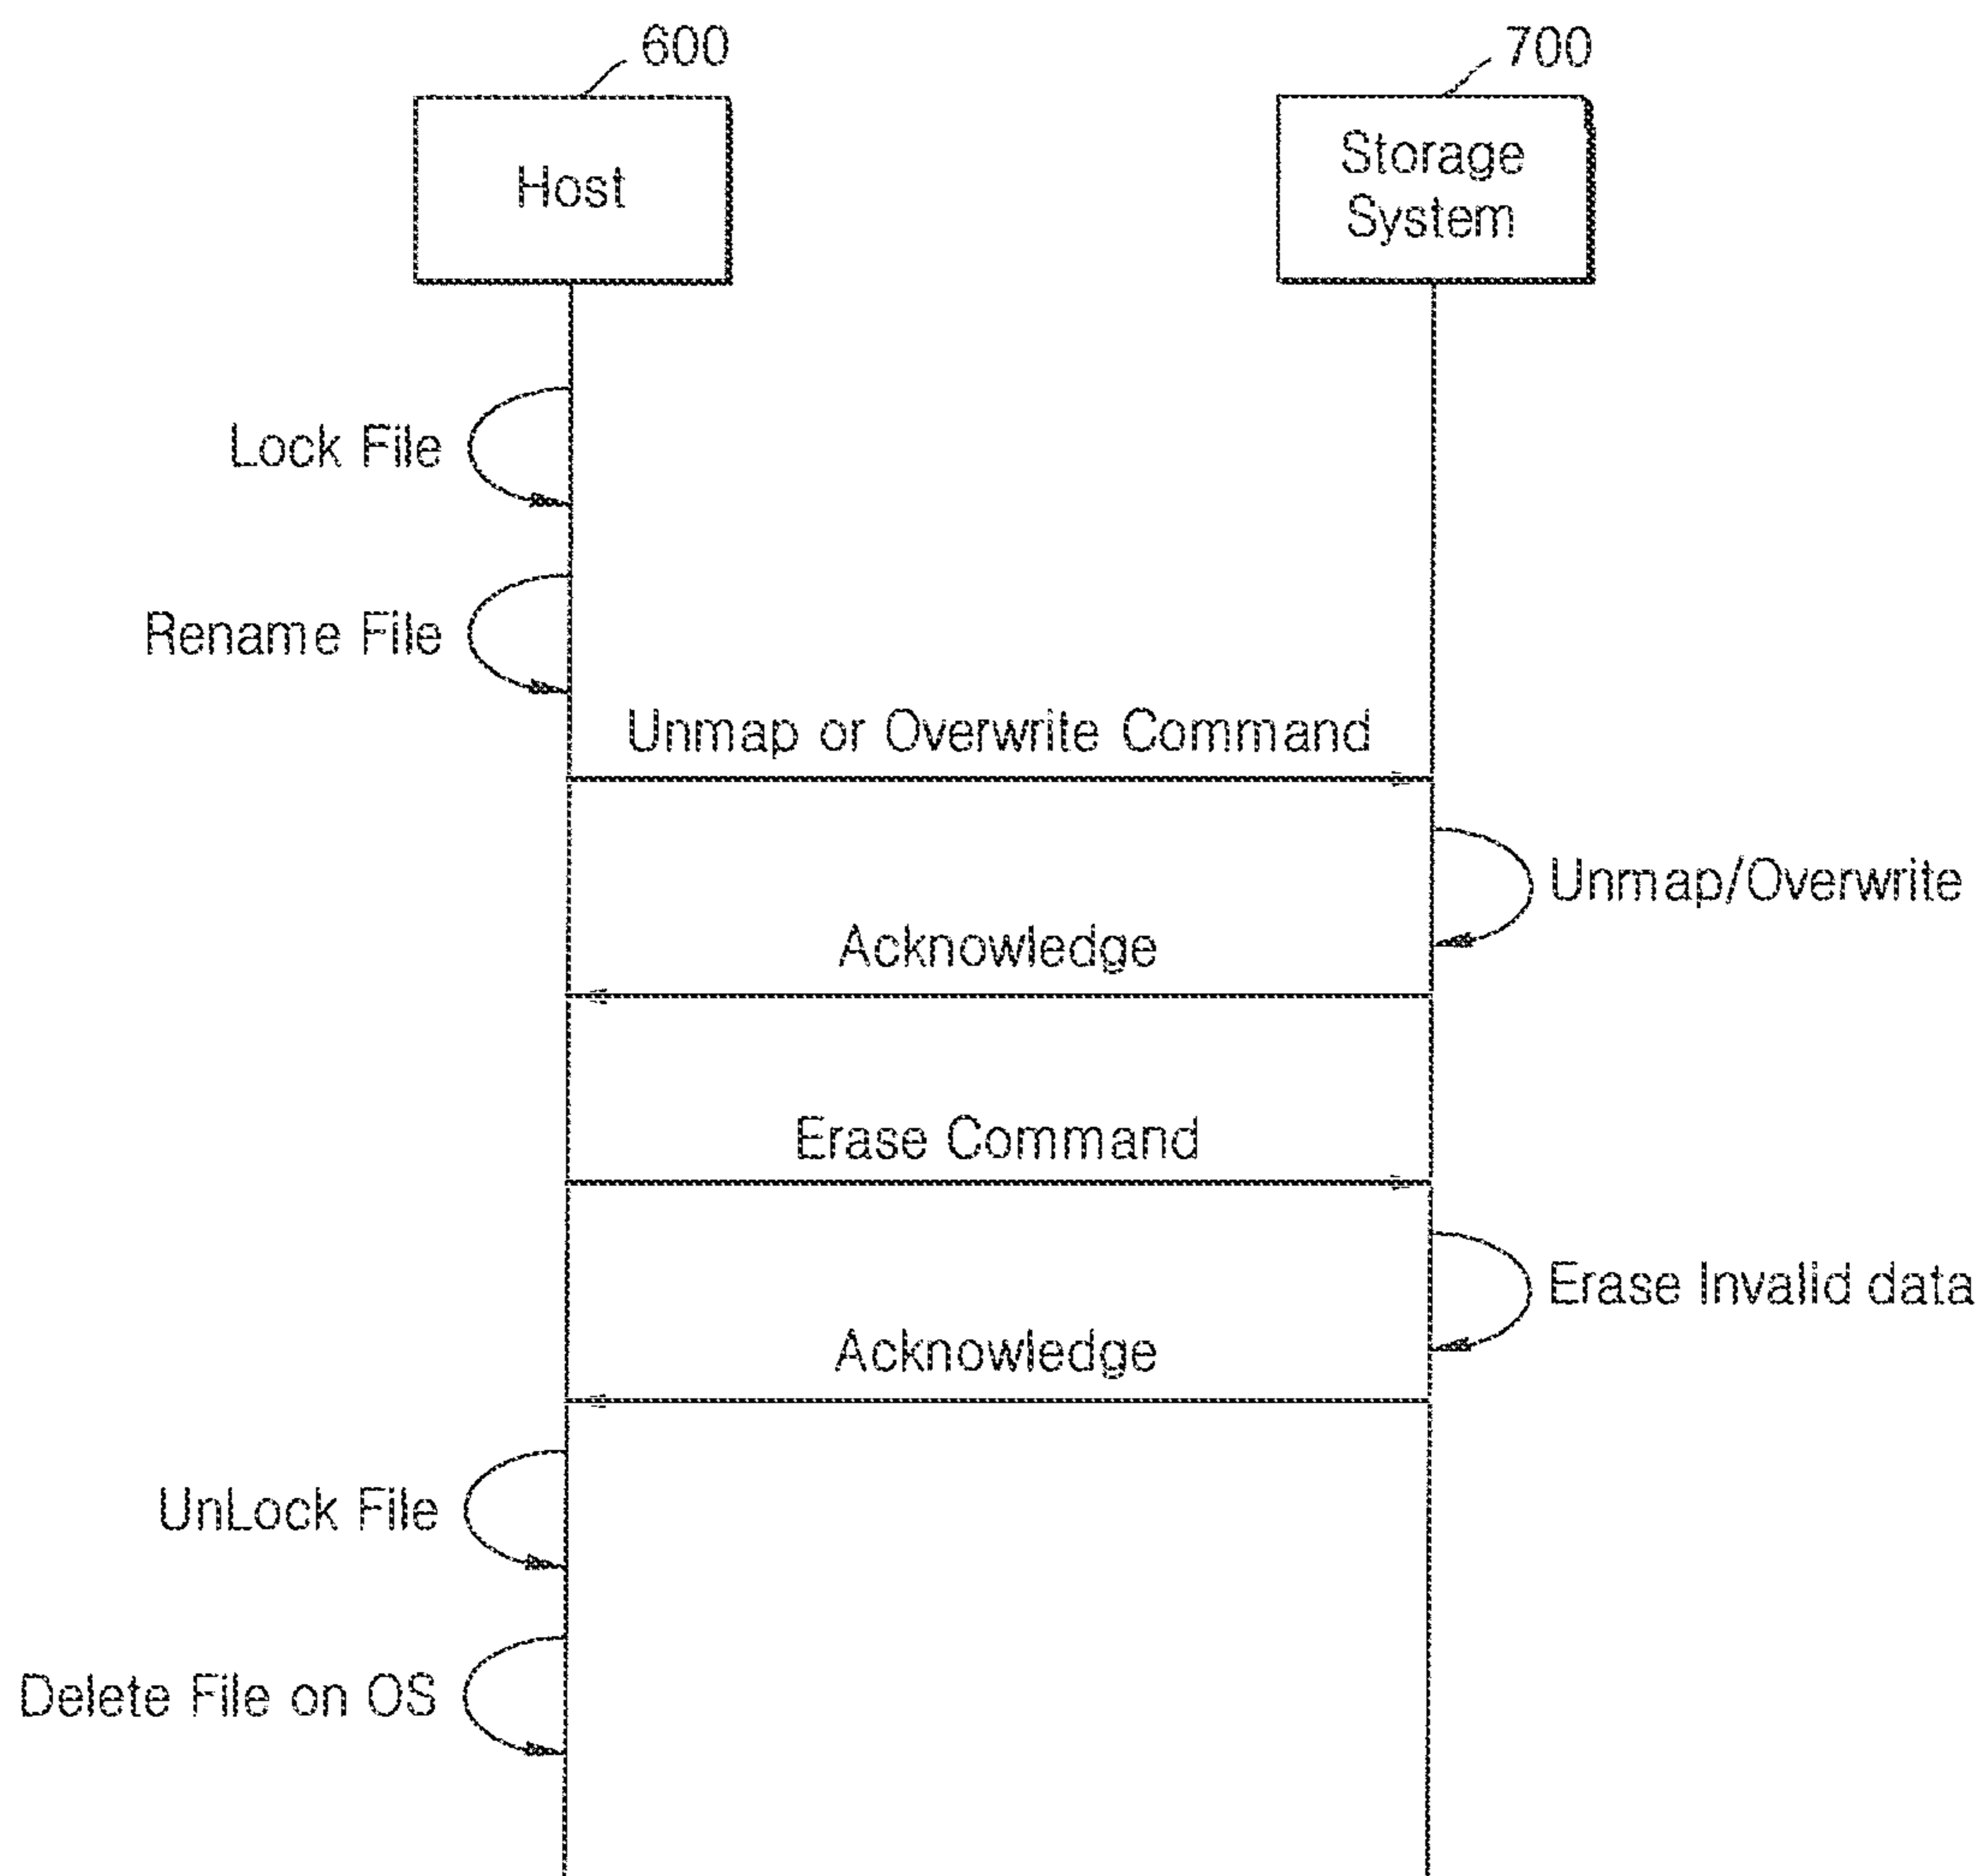 600
700
Host
Storage
System
Lock File
Rename File
Unmap or Overwrite Command
Unmap/Overwrite
Acknowledge
Erase Command
Erase Invalid data
Acknowledge
UnLock File
Delete File on OS